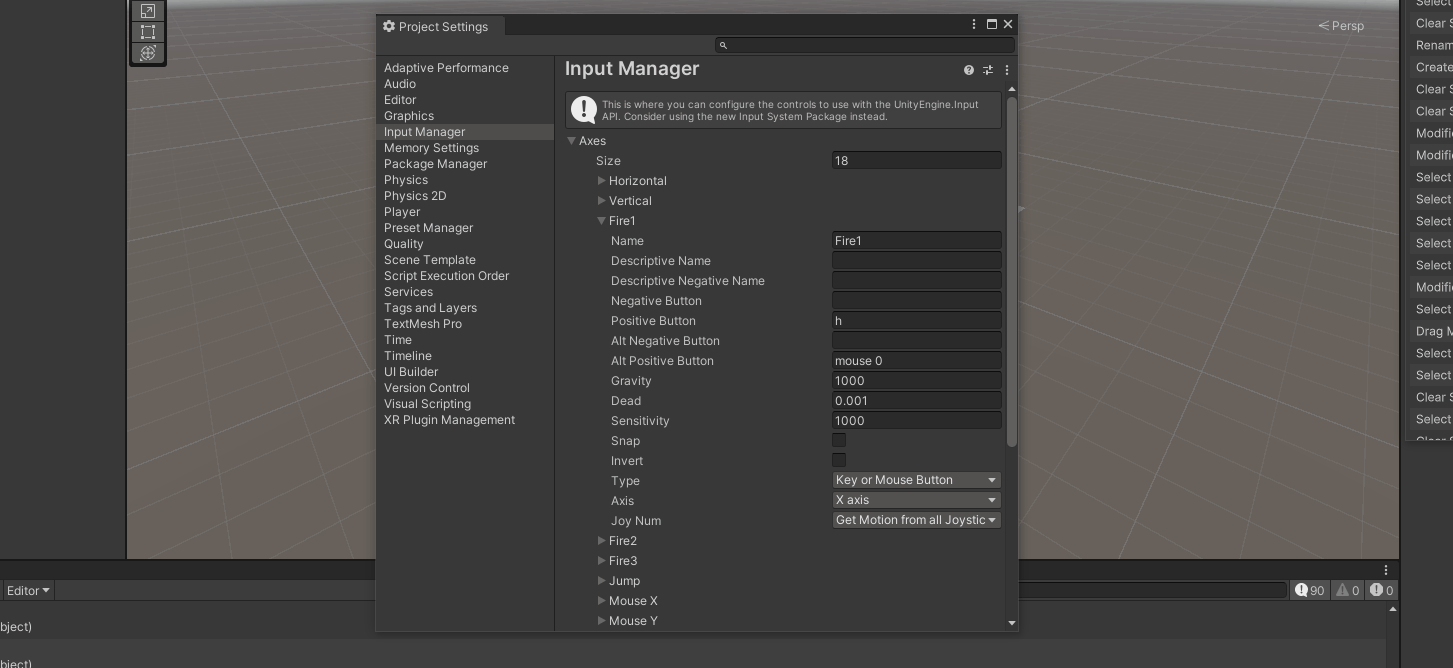 Project Settings
Persp
Adaptive Performance
Audio
Editor
Graphics
Input Manager
Memory Settings
Package Manager
Physics
Physics 2D
Player
Preset Manager
Quality
Scene Template
Script Execution Order
Services
Tags and Layers
TextMesh Pro
Time
Timeline
UI Builder
Version Control
Visual Scripting
XR Plugin Management
Input Manager
This is where you can configure the controls to use with the UnityEngine.Input
API. Consider using the new Input System Package instead.
Axes
Size 18
Horizontal
Vertical
Fire1
Name Fire1
Descriptive Name
Descriptive Negative Name
Negative Button
Positive Button h
Alt Negative Button
Alt Positive Button mouse 0
Gravity 1000
Dead 0.001
Sensitivity 1000
Snap
Invert
Type Key or Mouse Button
Axis X axis
Joy Num Get Motion from all Joystic
Fire2
Fire3
Jump
Mouse X
Mouse Y
Select
Clear S
Renam
Create
Clear S
Clear S
Modifi
Modifi
Select
Select
Select
Select
Select
Modifi
Select
Drag M
Select
Select
Clear S
Select
Editor
90 0 0
bject)
bject)